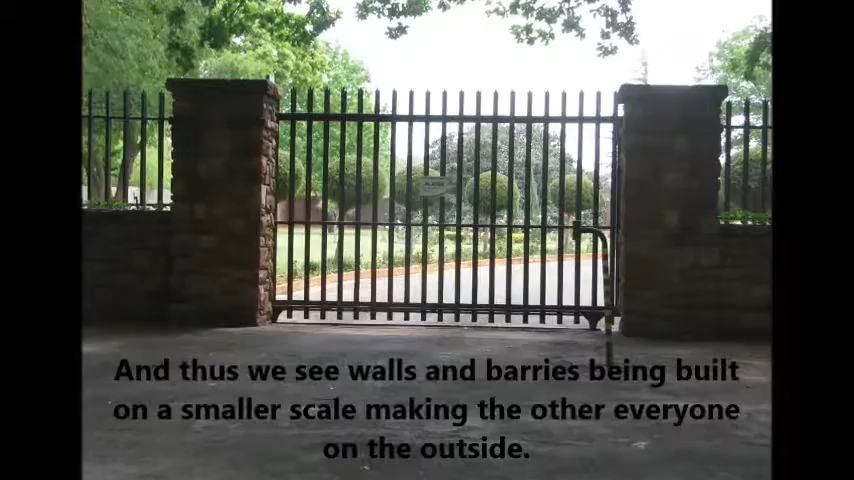 And thus we see walls and barries being built
on a smaller scale making the other everyone
on the outside.